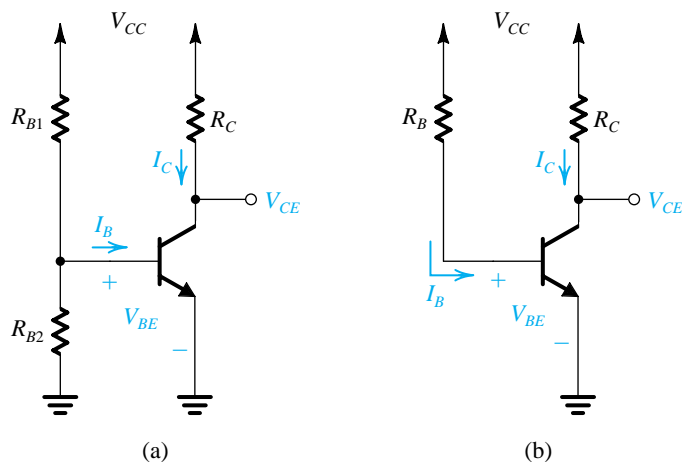 V_CC
R_B1
R_C
I_C
V_CE
I_B
+
V_BE
R_B2
−
(a)
V_CC
R_B
R_C
I_C
V_CE
+
I_B
V_BE
−
(b)